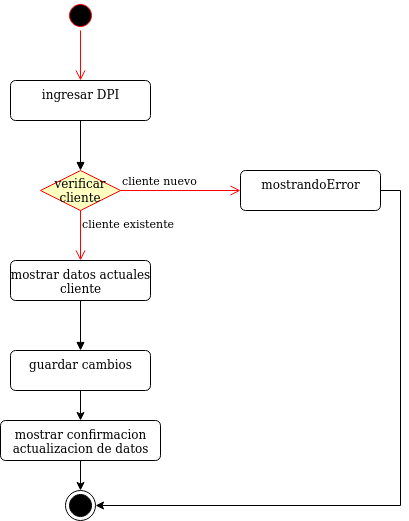 ingresar DPI
verificar
cliente
cliente nuevo
mostrandoError
cliente existente
mostrar datos actuales
cliente
guardar cambios
mostrar confirmacion
actualizacion de datos